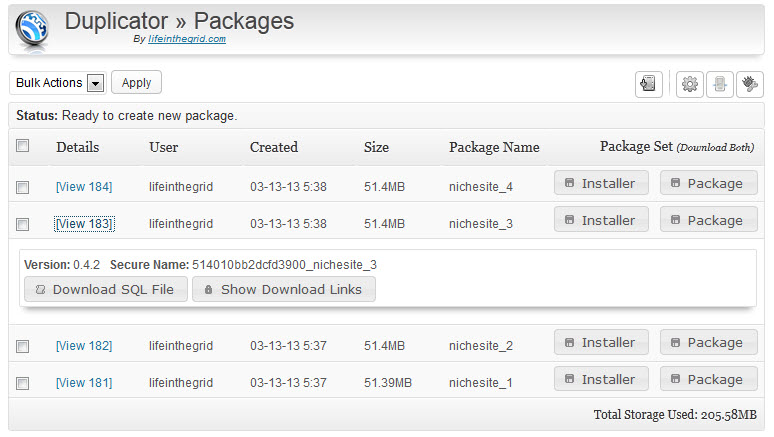 Duplicator » Packages
By lifeinthegrid.com
Bulk Actions Apply
Status: Ready to create new package.
Details User Created Size Package Name Package Set (Download Both)
[View 184] lifeinthegrid 03-13-13 5:38 51.4MB nichesite_4 Installer Package
[View 183] lifeinthegrid 03-13-13 5:38 51.4MB nichesite_3 Installer Package
Version: 0.4.2 Secure Name: 514010bb2dcfd3900_nichesite_3
Download SQL File Show Download Links
[View 182] lifeinthegrid 03-13-13 5:37 51.4MB nichesite_2 Installer Package
[View 181] lifeinthegrid 03-13-13 5:37 51.39MB nichesite_1 Installer Package
Total Storage Used: 205.58MB